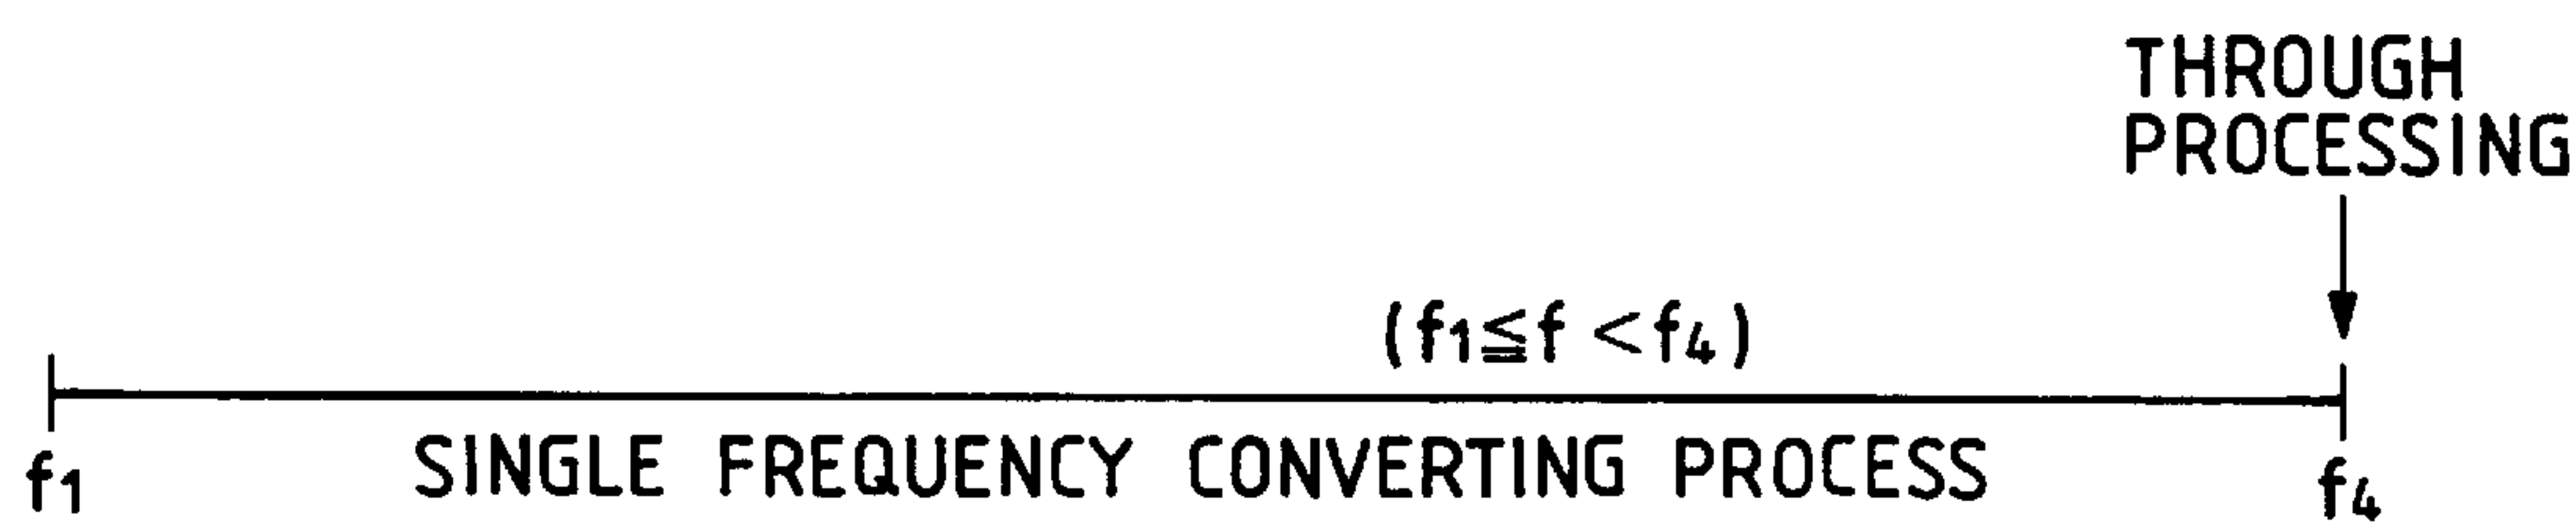 THROUGH
PROCESSING
(f1≦f <f4)
SINGLE FREQUENCY CONVERTING PROCESS
f1
f4